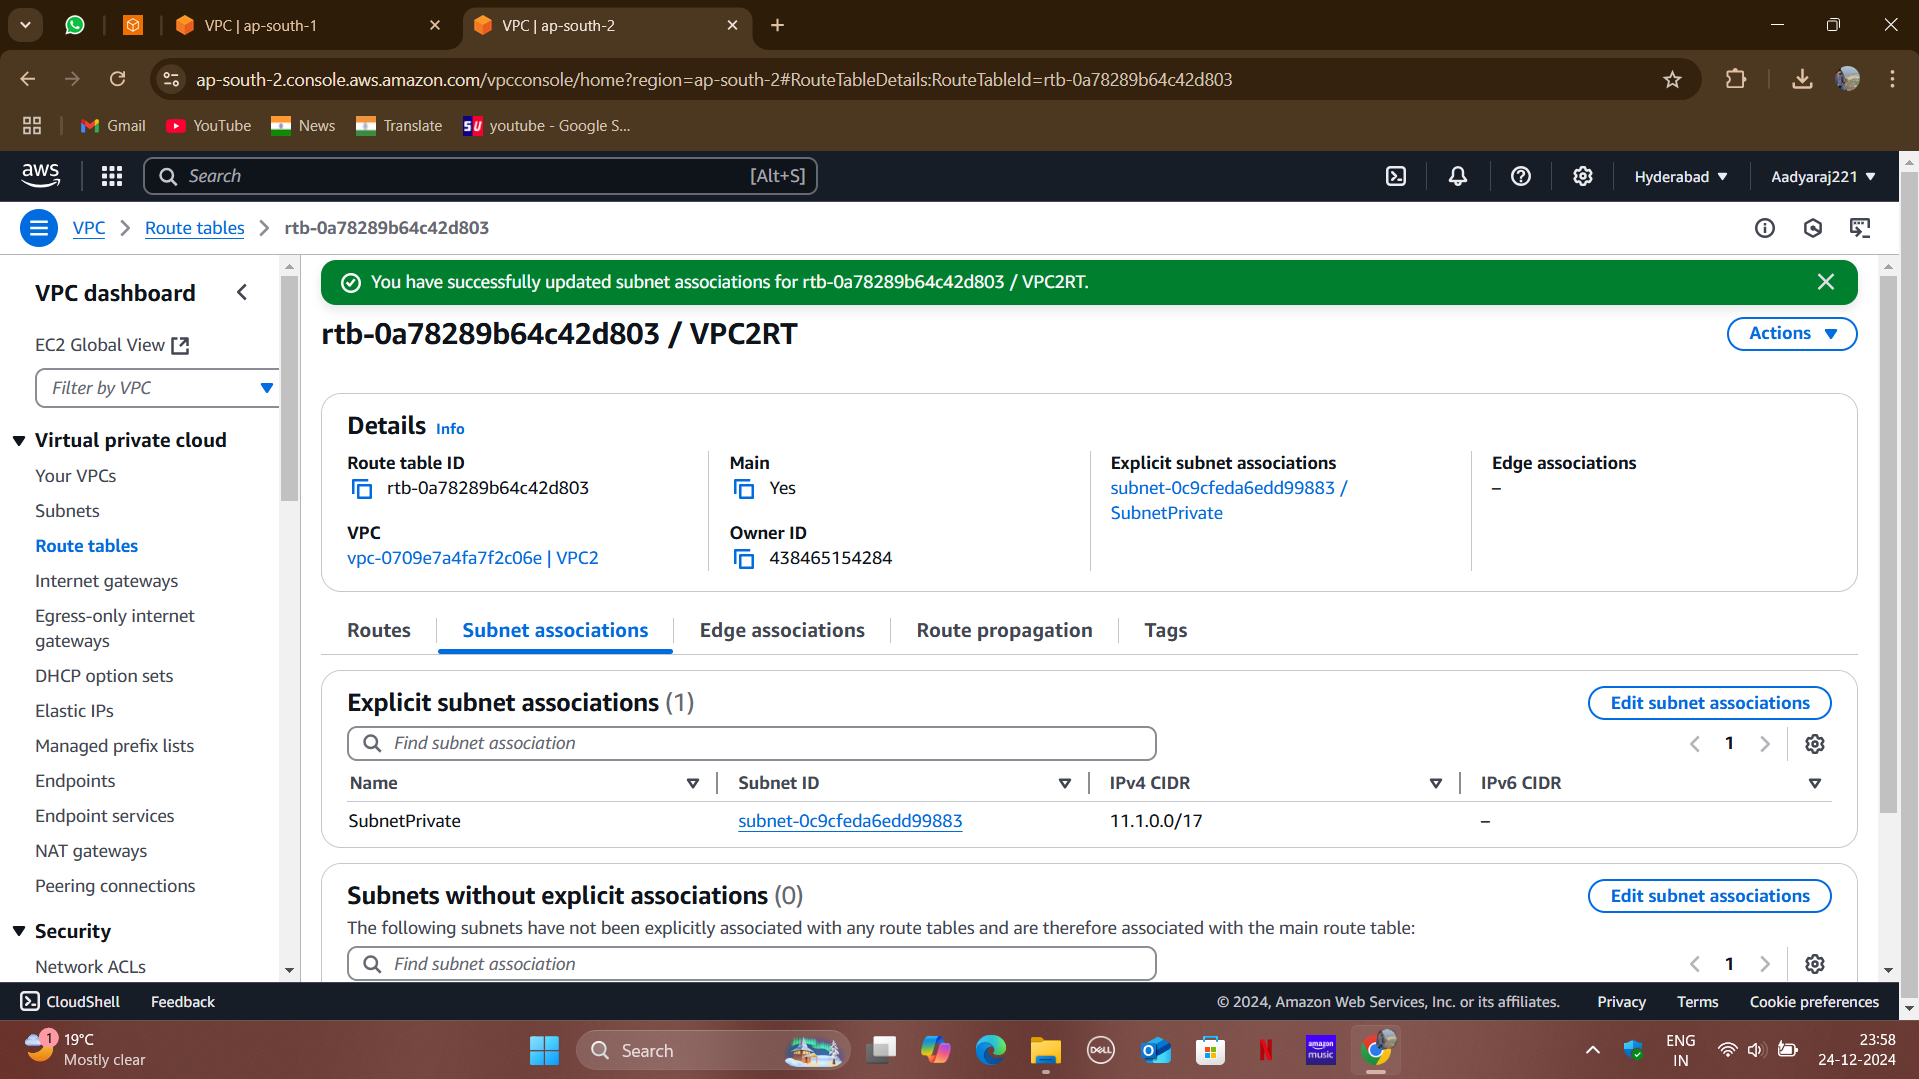 VPC | ap-south-1
VPC | ap-south-2
ap-south-2.console.aws.amazon.com/vpcconsole/home?region=ap-south-2#RouteTableDetails:RouteTableId=rtb-0a78289b64c42d803
Gmail
YouTube
News
Translate
SU youtube - Google S...
aws
Search
[Alt+S]
Hyderabad
Aadyaraj221
VPC
Route tables
rtb-0a78289b64c42d803
VPC dashboard
EC2 Global View
Filter by VPC
Virtual private cloud
Your VPCs
Subnets
Route tables
Internet gateways
Egress-only internet
gateways
DHCP option sets
Elastic IPs
Managed prefix lists
Endpoints
Endpoint services
NAT gateways
Peering connections
Security
Network ACLs
You have successfully updated subnet associations for rtb-0a78289b64c42d803 / VPC2RT.
rtb-0a78289b64c42d803 / VPC2RT
Actions
Details Info
Route table ID
rtb-0a78289b64c42d803
Main
Yes
Explicit subnet associations
subnet-0c9cfeda6edd99883 /
SubnetPrivate
Edge associations
–
VPC
vpc-0709e7a4fa7f2c06e | VPC2
Owner ID
438465154284
Routes
Subnet associations
Edge associations
Route propagation
Tags
Explicit subnet associations (1)
Edit subnet associations
Find subnet association
1
Name
Subnet ID
IPv4 CIDR
IPv6 CIDR
SubnetPrivate
subnet-0c9cfeda6edd99883
11.1.0.0/17
–
Subnets without explicit associations (0)
Edit subnet associations
The following subnets have not been explicitly associated with any route tables and are therefore associated with the main route table:
Find subnet association
1
CloudShell
Feedback
© 2024, Amazon Web Services, Inc. or its affiliates.
Privacy
Terms
Cookie preferences
1
19°C
Mostly clear
Search
DELL
N
amazon
music
ENG
IN
23:58
24-12-2024